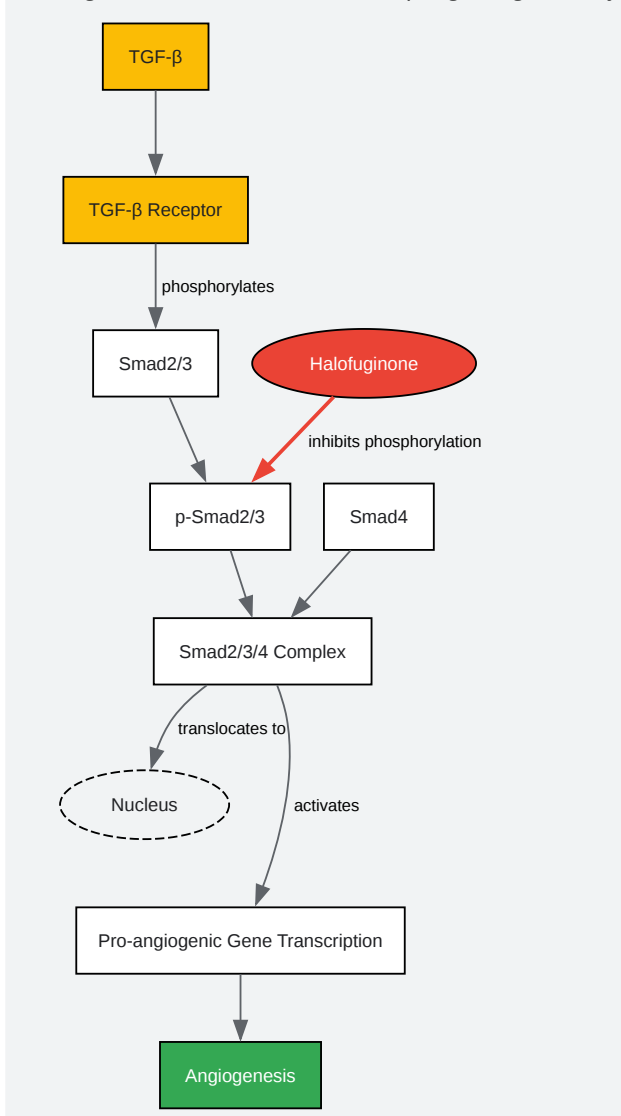 TGF-β
TGF-β Receptor
phosphorylates
Smad2/3
Halofuginone
inhibits phosphorylation
p-Smad2/3
Smad4
Smad2/3/4 Complex
translocates to
Nucleus
activates
Pro-angiogenic Gene Transcription
Angiogenesis